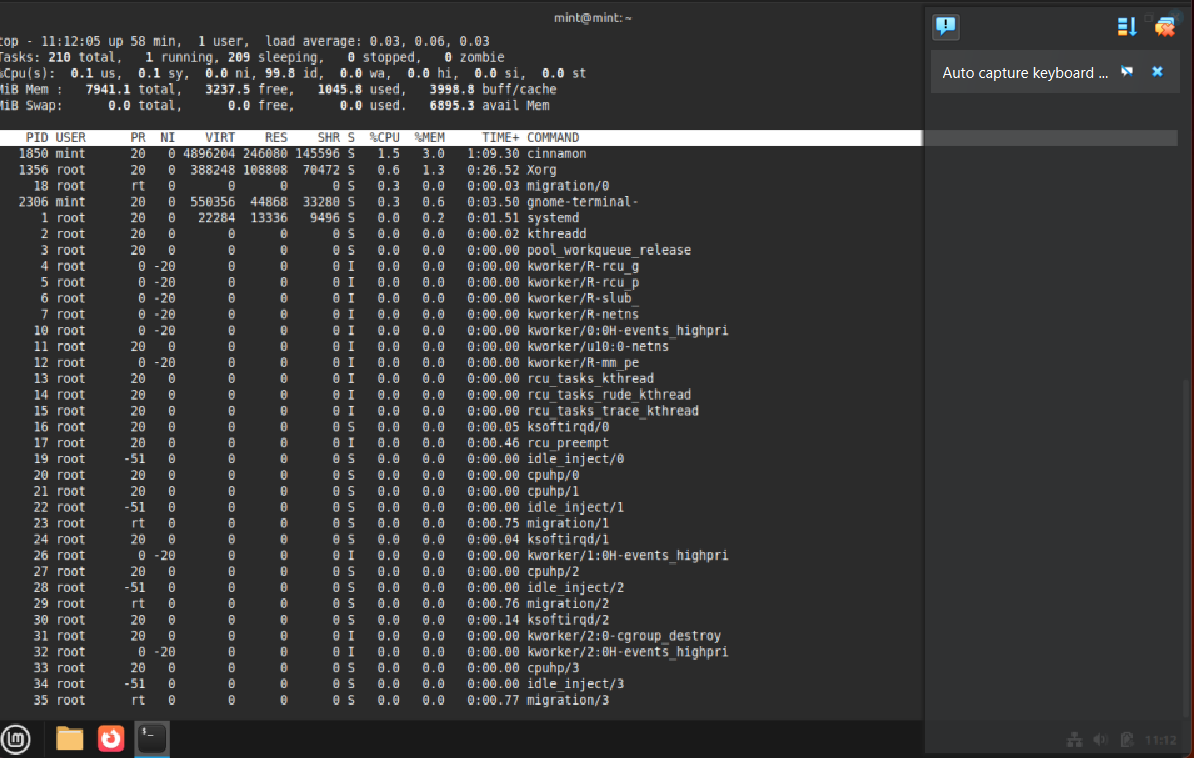 mint@mint: ~
top - 11:12:05 up 58 min, 1 user, load average: 0.03, 0.06, 0.03
Tasks: 210 total, 1 running, 209 sleeping, 0 stopped, 0 zombie
%Cpu(s): 0.1 us, 0.1 sy, 0.0 ni, 99.8 id, 0.0 wa, 0.0 hi, 0.0 si, 0.0 st
MiB Mem : 7941.1 total, 3237.5 free, 1045.8 used, 3998.8 buff/cache
MiB Swap: 0.0 total, 0.0 free, 0.0 used. 6895.3 avail Mem
Auto capture keyboard ...
PID USER PR NI VIRT RES SHR S %CPU %MEM TIME+ COMMAND
1850 mint 20 0 4896204 246080 145596 S 1.5 3.0 1:09.30 cinnamon
1356 root 20 0 388248 108808 70472 S 0.6 1.3 0:26.52 Xorg
18 root rt 0 0 0 0 S 0.3 0.0 0:00.03 migration/0
2306 mint 20 0 550356 44868 33280 S 0.3 0.6 0:03.50 gnome-terminal-
1 root 20 0 22284 13336 9496 S 0.0 0.2 0:01.51 systemd
2 root 20 0 0 0 0 S 0.0 0.0 0:00.02 kthreadd
3 root 20 0 0 0 0 S 0.0 0.0 0:00.00 pool_workqueue_release
4 root 0 -20 0 0 0 I 0.0 0.0 0:00.00 kworker/R-rcu_g
5 root 0 -20 0 0 0 I 0.0 0.0 0:00.00 kworker/R-rcu_p
6 root 0 -20 0 0 0 I 0.0 0.0 0:00.00 kworker/R-slub_
7 root 0 -20 0 0 0 I 0.0 0.0 0:00.00 kworker/R-netns
10 root 0 -20 0 0 0 I 0.0 0.0 0:00.00 kworker/0:0H-events_highpri
11 root 20 0 0 0 0 I 0.0 0.0 0:00.00 kworker/u10:0-netns
12 root 0 -20 0 0 0 I 0.0 0.0 0:00.00 kworker/R-mm_pe
13 root 20 0 0 0 0 I 0.0 0.0 0:00.00 rcu_tasks_kthread
14 root 20 0 0 0 0 I 0.0 0.0 0:00.00 rcu_tasks_rude_kthread
15 root 20 0 0 0 0 I 0.0 0.0 0:00.00 rcu_tasks_trace_kthread
16 root 20 0 0 0 0 S 0.0 0.0 0:00.05 ksoftirqd/0
17 root 20 0 0 0 0 I 0.0 0.0 0:00.46 rcu_preempt
19 root -51 0 0 0 0 S 0.0 0.0 0:00.00 idle_inject/0
20 root 20 0 0 0 0 S 0.0 0.0 0:00.00 cpuhp/0
21 root 20 0 0 0 0 S 0.0 0.0 0:00.00 cpuhp/1
22 root -51 0 0 0 0 S 0.0 0.0 0:00.00 idle_inject/1
23 root rt 0 0 0 0 S 0.0 0.0 0:00.75 migration/1
24 root 20 0 0 0 0 S 0.0 0.0 0:00.04 ksoftirqd/1
26 root 0 -20 0 0 0 I 0.0 0.0 0:00.00 kworker/1:0H-events_highpri
27 root 20 0 0 0 0 S 0.0 0.0 0:00.00 cpuhp/2
28 root -51 0 0 0 0 S 0.0 0.0 0:00.00 idle_inject/2
29 root rt 0 0 0 0 S 0.0 0.0 0:00.76 migration/2
30 root 20 0 0 0 0 S 0.0 0.0 0:00.14 ksoftirqd/2
31 root 20 0 0 0 0 I 0.0 0.0 0:00.00 kworker/2:0-cgroup_destroy
32 root 0 -20 0 0 0 I 0.0 0.0 0:00.00 kworker/2:0H-events_highpri
33 root 20 0 0 0 0 S 0.0 0.0 0:00.00 cpuhp/3
34 root -51 0 0 0 0 S 0.0 0.0 0:00.00 idle_inject/3
35 root rt 0 0 0 0 S 0.0 0.0 0:00.77 migration/3
11:12